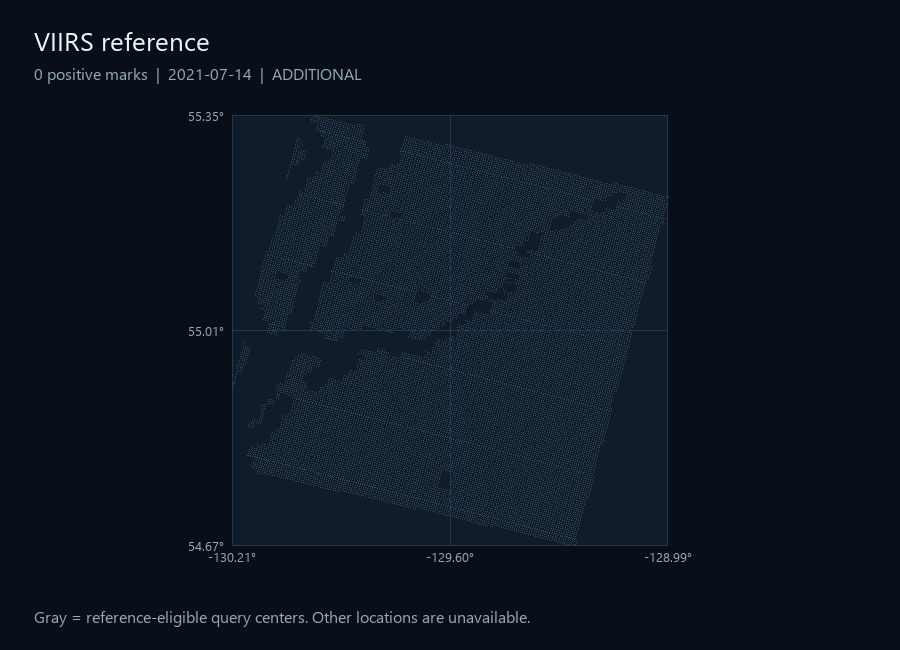 VIIRS reference
0 positive marks | 2021-07-14 | ADDITIONAL
55.35°
55.01°
54.67°
-130.21° -129.60° -128.99°
Gray = reference-eligible query centers. Other locations are unavailable.